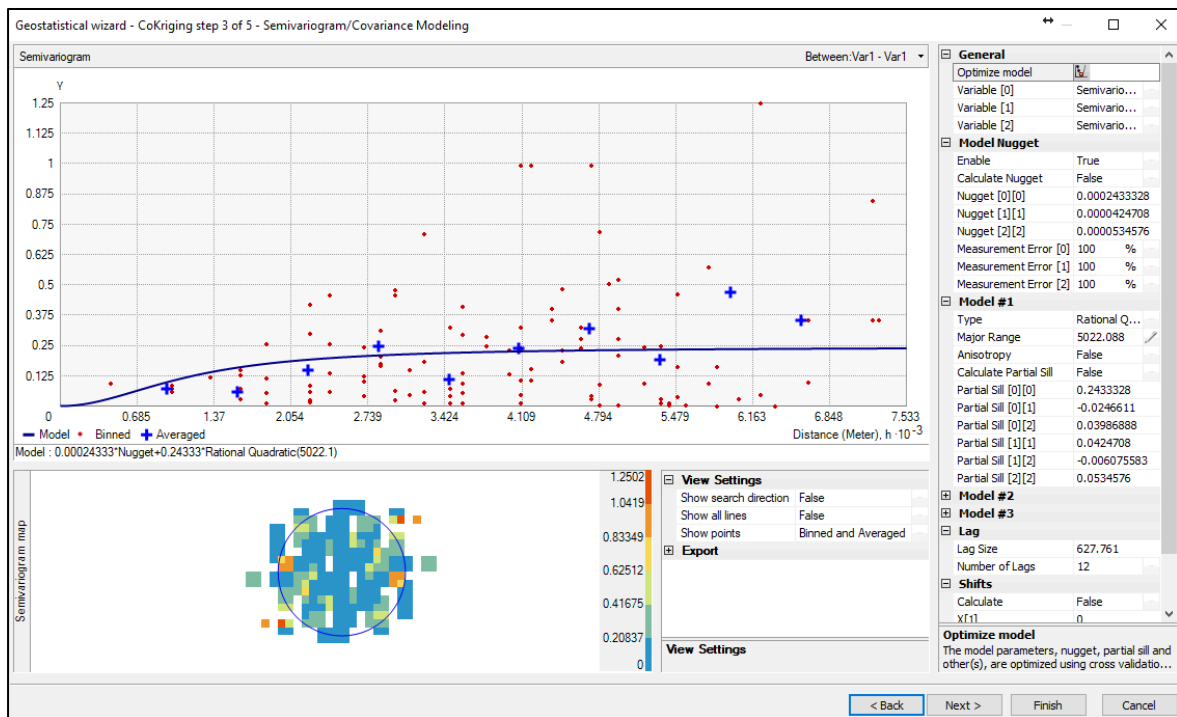 Geostatistical wizard - CoKriging step 3 of 5 - Semivariogram/Covariance Modeling
Semivariogram
Between:Var1 - Var1
Y
1.25
1.125
1
0.875
0.75
0.625
0.5
0.375
0.25
0.125
0
0.685
1.37
2.054
2.739
3.424
4.109
4.794
5.479
6.163
6.848
7.533
Model
Binned
Averaged
Distance (Meter), h ·10⁻³
Model : 0.00024333*Nugget+0.24333*Rational Quadratic(5022.1)
Semivariogram map
1.2502
1.0419
0.83349
0.62512
0.41675
0.20837
0
View Settings
Show search direction False
Show all lines False
Show points Binned and Averaged
Export
View Settings
General
Optimize model
Variable [0] Semivario...
Variable [1] Semivario...
Variable [2] Semivario...
Model Nugget
Enable True
Calculate Nugget False
Nugget [0][0] 0.0002433328
Nugget [1][1] 0.0000424708
Nugget [2][2] 0.0000534576
Measurement Error [0] 100 %
Measurement Error [1] 100 %
Measurement Error [2] 100 %
Model #1
Type Rational Q...
Major Range 5022.088
Anisotropy False
Calculate Partial Sill False
Partial Sill [0][0] 0.2433328
Partial Sill [0][1] -0.0246611
Partial Sill [0][2] 0.03986888
Partial Sill [1][1] 0.0424708
Partial Sill [1][2] -0.006075583
Partial Sill [2][2] 0.0534576
Model #2
Model #3
Lag
Lag Size 627.761
Number of Lags 12
Shifts
Calculate False
X[1] 0
Optimize model
The model parameters, nugget, partial sill and
other(s), are optimized using cross validatio...
< Back
Next >
Finish
Cancel